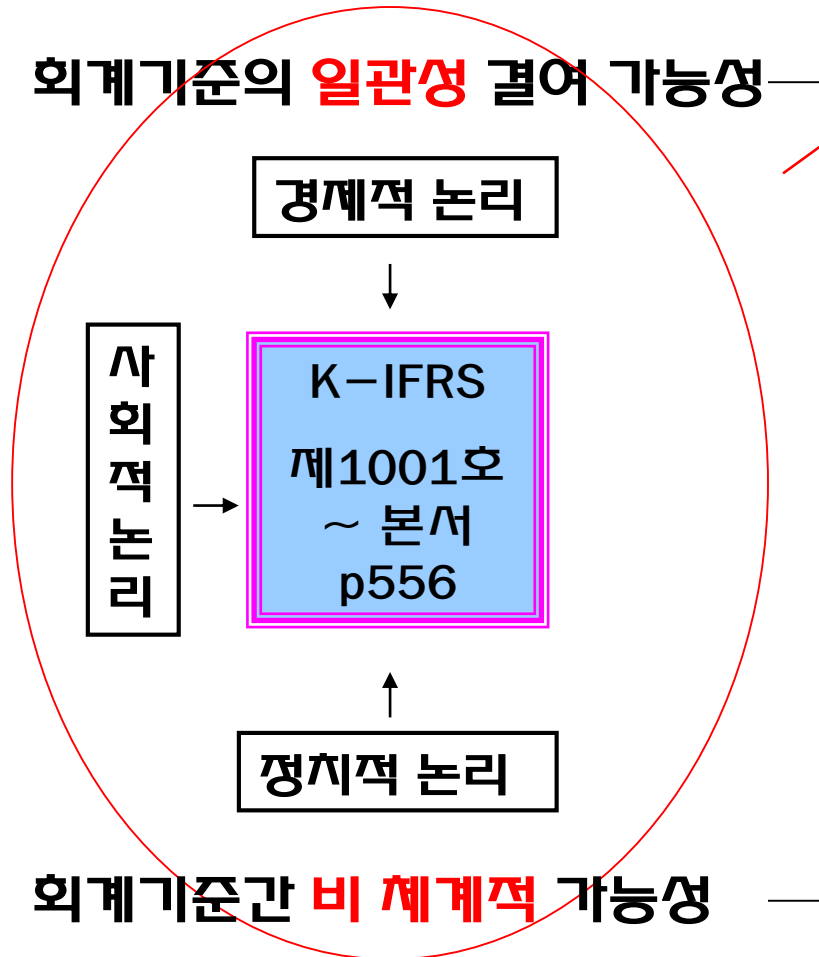 회계기준의 일관성 결여 가능성
경제적 논리
사
회
적
논
리
K-IFRS
제1001호
~ 본서
p556
정치적 논리
회계기준간 비 체계적 가능성